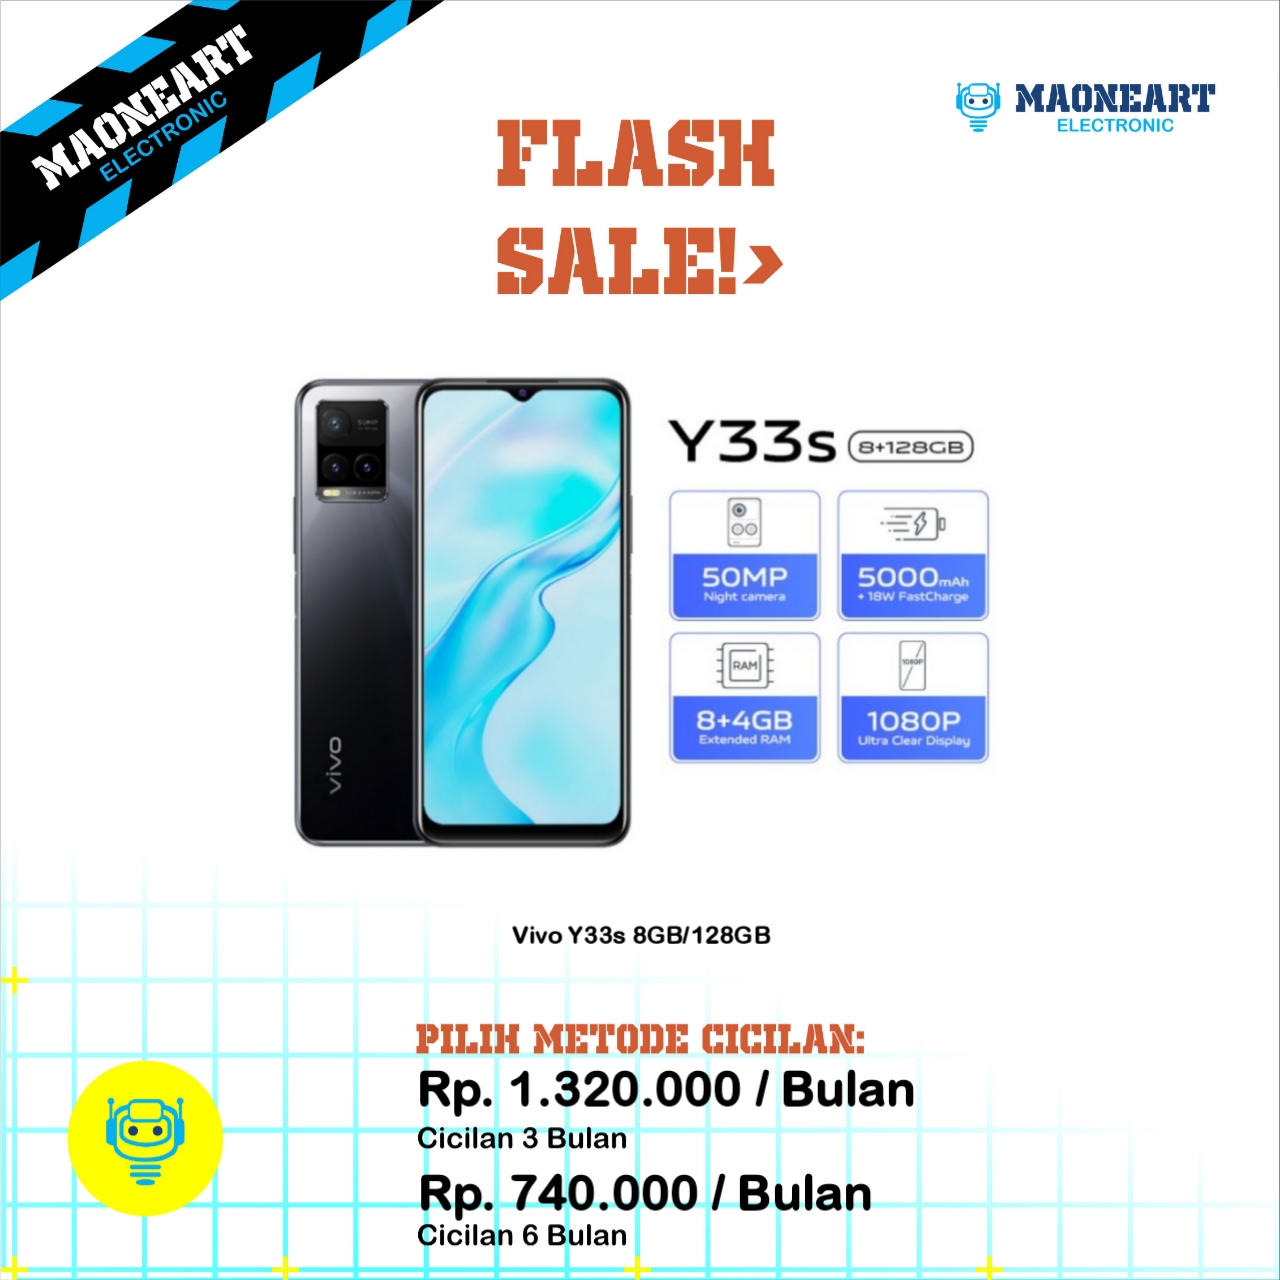 MAONEART
ELECTRONIC
MAONEART
ELECTRONIC
FLASH
SALE!>
50MP
vivo
Y33s 8+128GB
50MP
Night camera
5000mAh
+ 18W FastCharge
RAM
8+4GB
Extended RAM
1080P
1080P
Ultra Clear Display
Vivo Y33s 8GB/128GB
PILIH METODE CICILAN:
Rp. 1.320.000 / Bulan
Cicilan 3 Bulan
Rp. 740.000 / Bulan
Cicilan 6 Bulan